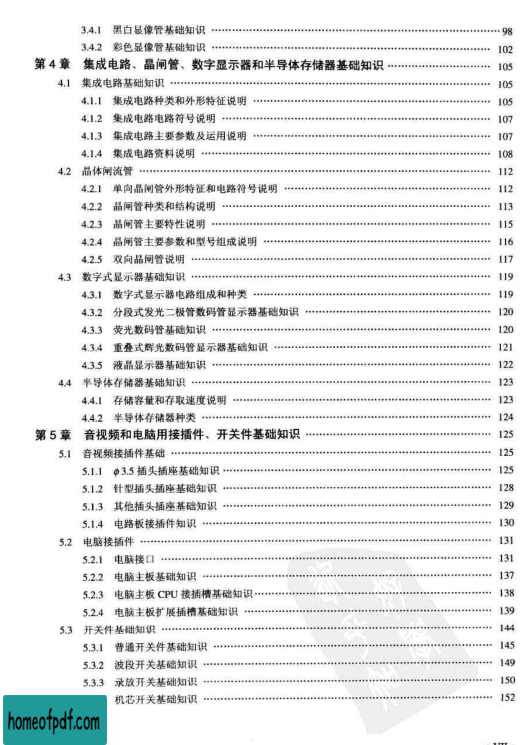 3.4.1 黑白显像管基础知识 ……98
3.4.2 彩色显像管基础知识 ……102
第4章 集成电路、晶闸管、数字显示器和半导体存储器基础知识 ……105
4.1 集成电路基础知识 ……105
4.1.1 集成电路种类和外形特征说明 ……105
4.1.2 集成电路电路符号说明 ……107
4.1.3 集成电路主要参数及运用说明 ……107
4.1.4 集成电路资料说明 ……108
4.2 晶体闸流管 ……112
4.2.1 单向晶闸管外形特征和电路符号说明 ……112
4.2.2 晶闸管种类和结构说明 ……113
4.2.3 晶闸管主要特性说明 ……115
4.2.4 晶闸管主要参数和型号组成说明 ……116
4.2.5 双向晶闸管说明 ……117
4.3 数字式显示器基础知识 ……119
4.3.1 数字式显示器电路组成和种类 ……119
4.3.2 分段式发光二极管数码管显示器基础知识 ……120
4.3.3 荧光数码管基础知识 ……120
4.3.4 重叠式辉光数码管显示器基础知识 ……121
4.3.5 液晶显示器基础知识 ……122
4.4 半导体存储器基础知识 ……123
4.4.1 存储容量和存取速度说明 ……123
4.4.2 半导体存储器种类 ……124
第5章 音视频和电脑用接插件、开关件基础知识 ……125
5.1 音视频接插件基础 ……125
5.1.1 φ3.5插头插座基础知识 ……125
5.1.2 针型插头插座基础知识 ……128
5.1.3 其他插头插座基础知识 ……129
5.1.4 电路板接插件知识 ……130
5.2 电脑接插件 ……131
5.2.1 电脑接口 ……131
5.2.2 电脑主板基础知识 ……137
5.2.3 电脑主板CPU接插槽基础知识 ……138
5.2.4 电脑主板扩展插槽基础知识 ……139
5.3 开关件基础知识 ……144
5.3.1 普通开关件基础知识 ……145
5.3.2 波段开关基础知识 ……149
5.3.3 录放开关基础知识 ……150
机芯开关基础知识 ……152
homeofpdf.com